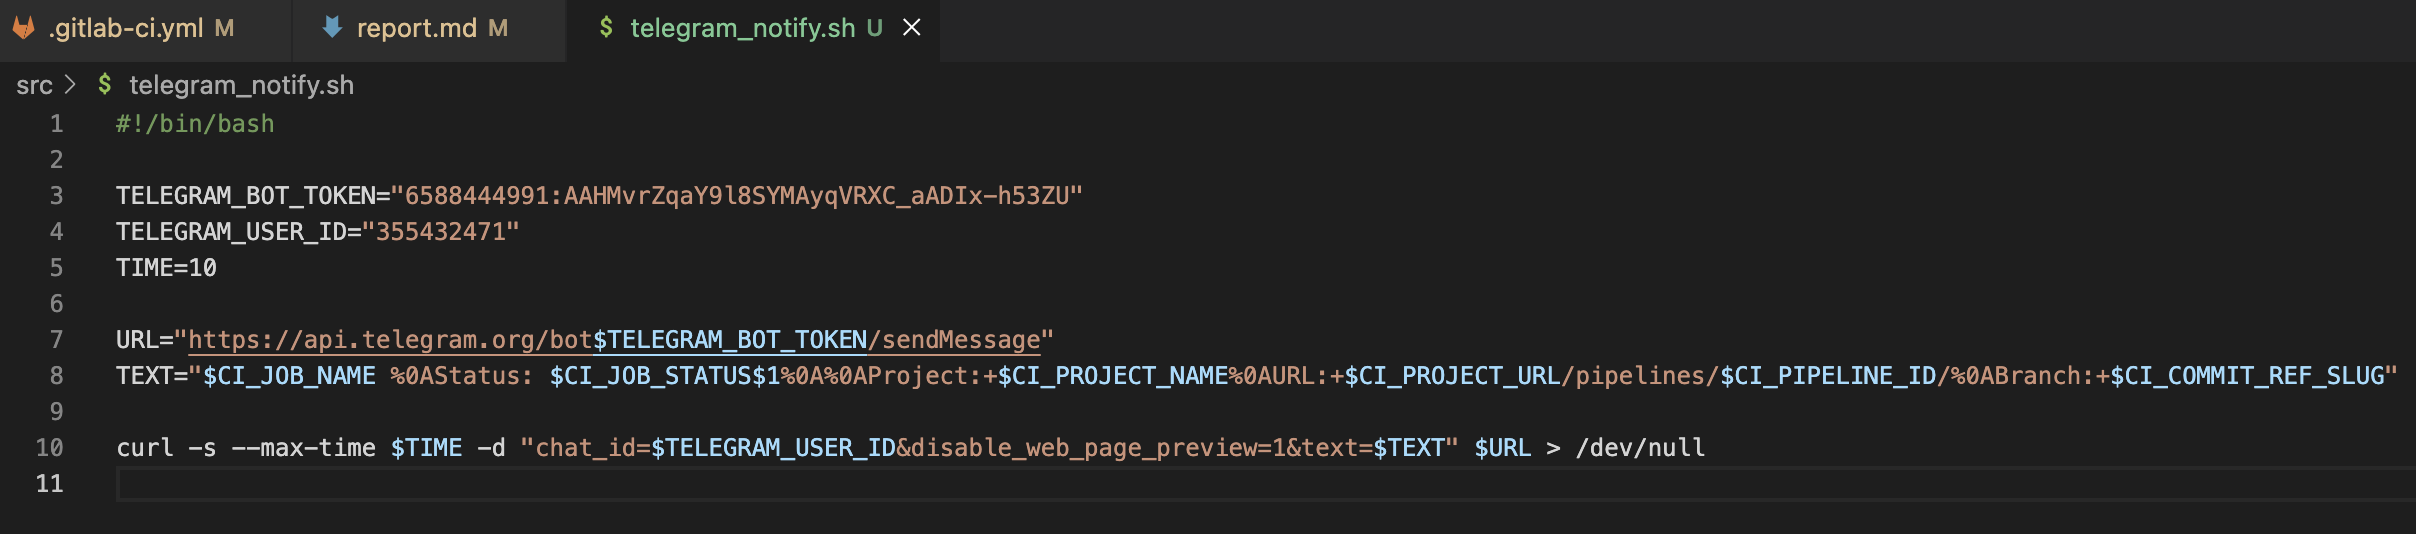 .gitlab-ci.yml M report.md M $ telegram_notify.sh U
src > $ telegram_notify.sh
1 #!/bin/bash
2
3 TELEGRAM_BOT_TOKEN="6588444991:AAHMvrZqaY9l8SYMAyqVRXC_aADIx-h53ZU"
4 TELEGRAM_USER_ID="355432471"
5 TIME=10
6
7 URL="https://api.telegram.org/bot$TELEGRAM_BOT_TOKEN/sendMessage"
8 TEXT="$CI_JOB_NAME %0AStatus: $CI_JOB_STATUS$1%0A%0AProject:+$CI_PROJECT_NAME%0AURL:+$CI_PROJECT_URL/pipelines/$CI_PIPELINE_ID/%0ABranch:+$CI_COMMIT_REF_SLUG"
9
10 curl -s --max-time $TIME -d "chat_id=$TELEGRAM_USER_ID&disable_web_page_preview=1&text=$TEXT" $URL > /dev/null
11